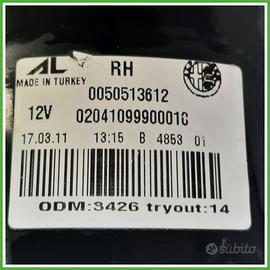 AL RH
MADE IN TURKEY
0050513612
12V 02041099900010
17.03.11 13:15 B 4853 01
ODM:3426 tryout:14
subito